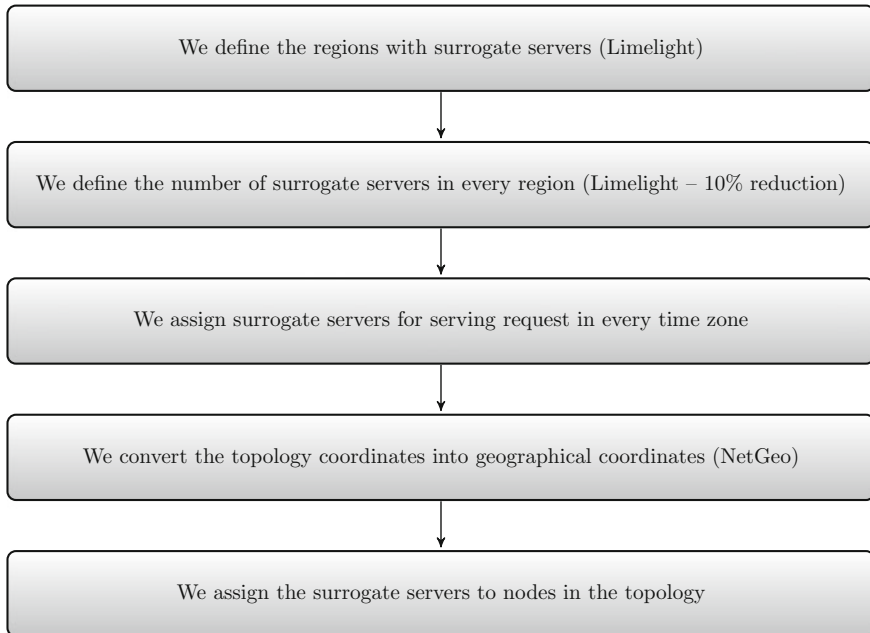 We define the regions with surrogate servers (Limelight)
We define the number of surrogate servers in every region (Limelight – 10% reduction)
We assign surrogate servers for serving request in every time zone
We convert the topology coordinates into geographical coordinates (NetGeo)
We assign the surrogate servers to nodes in the topology